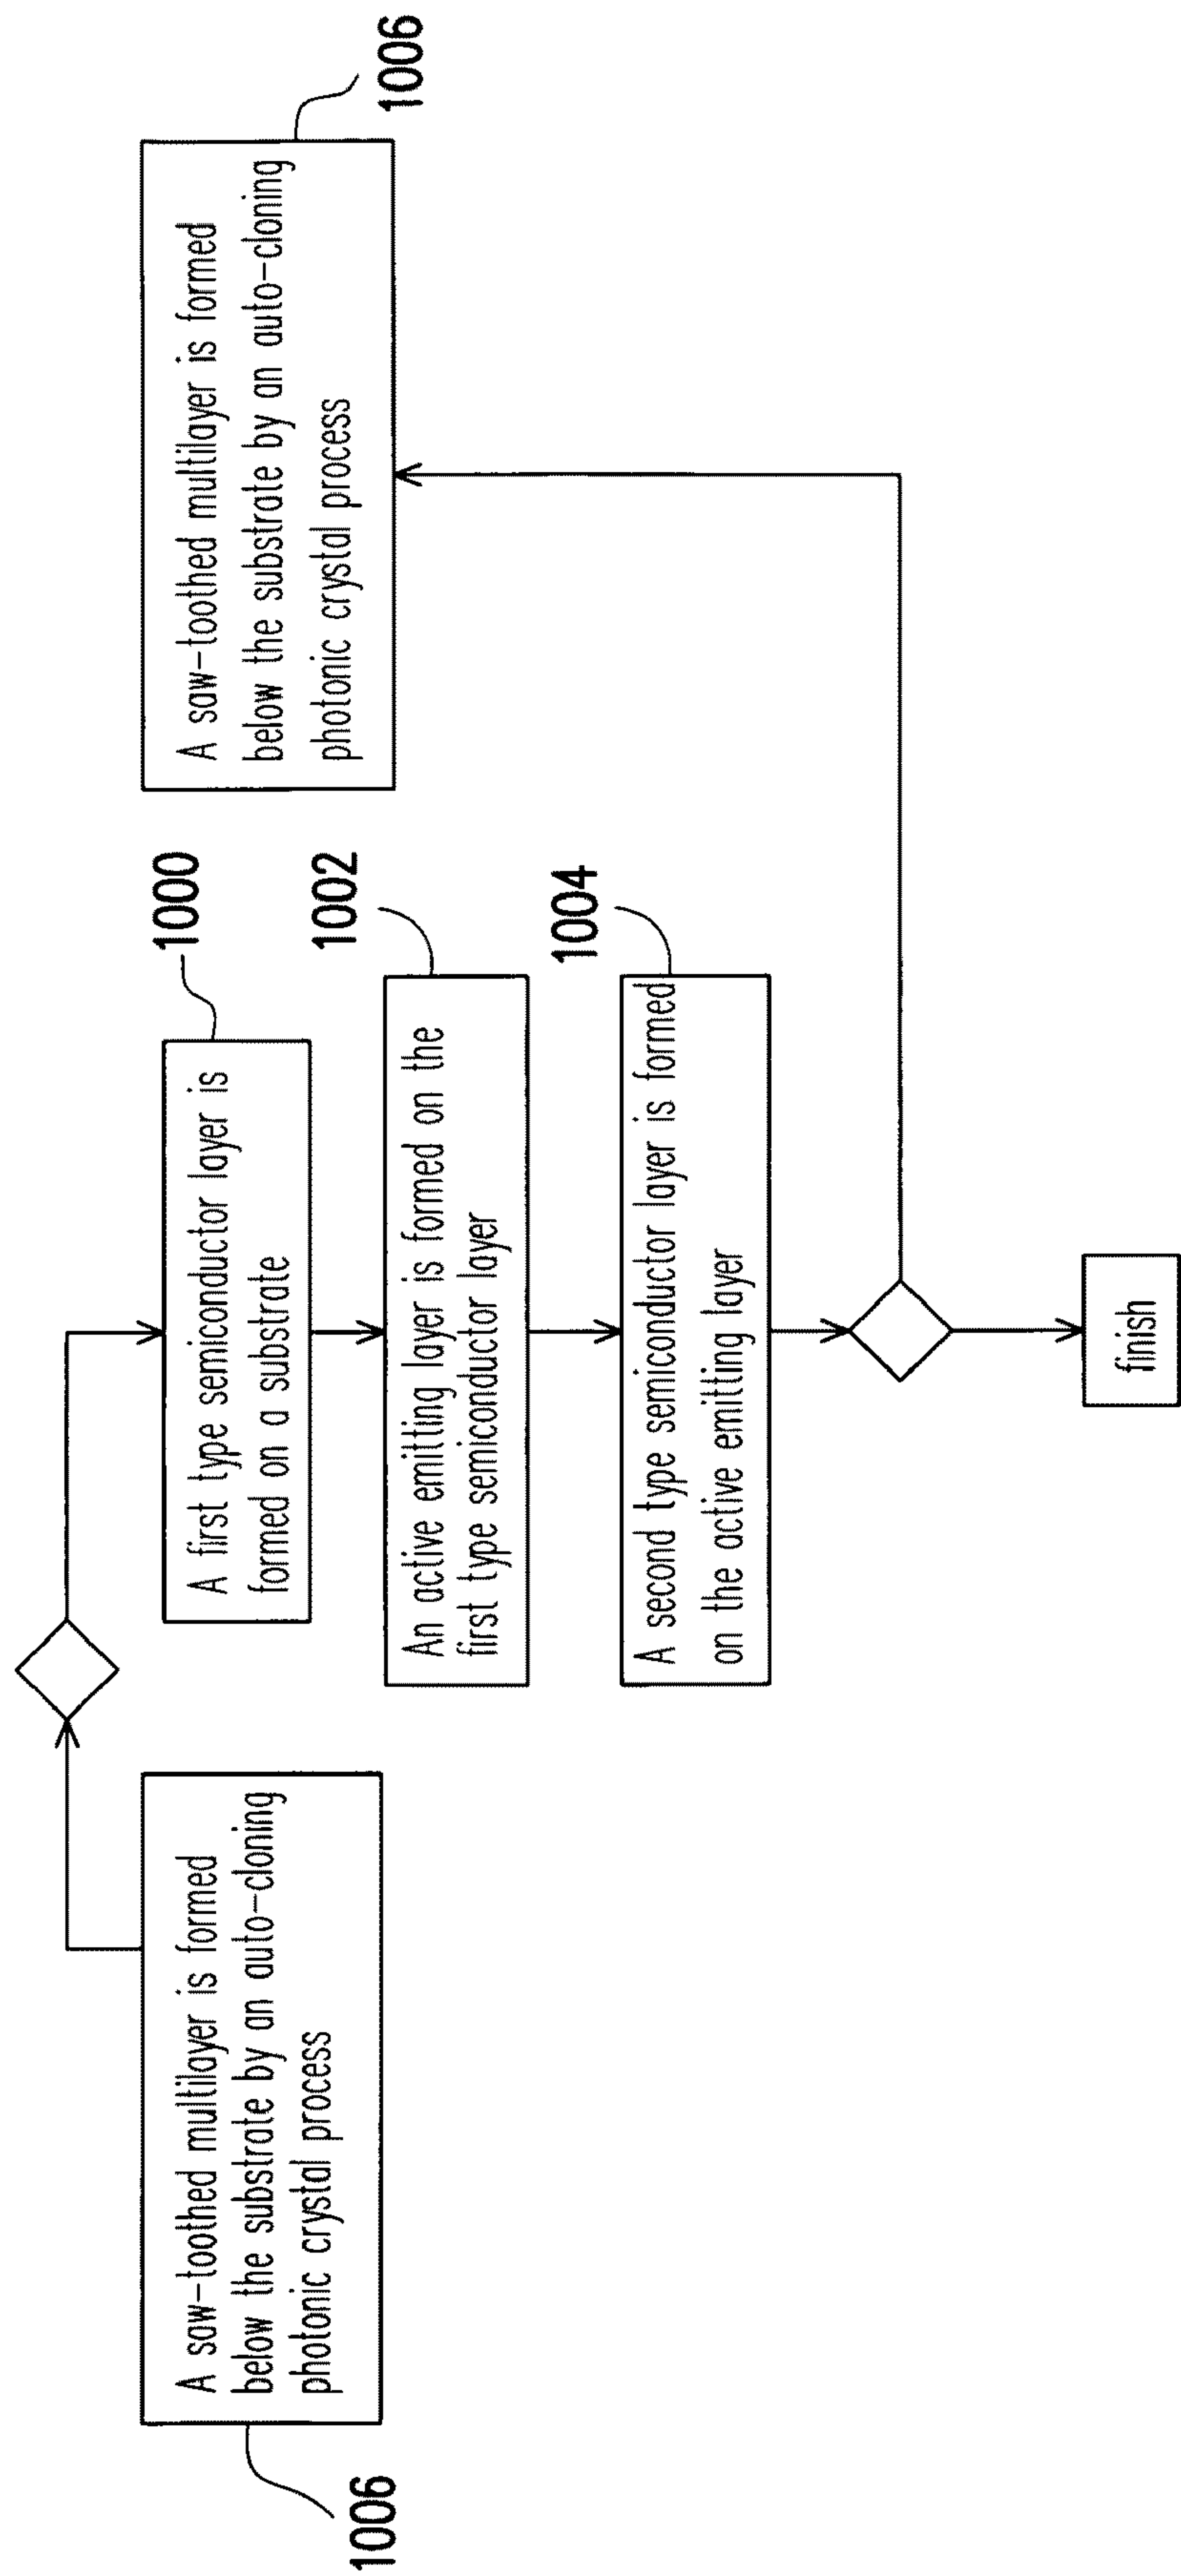 A saw-toothed multilayer is formed
below the substrate by an auto-cloning
photonic crystal process
1006
A first type semiconductor layer is
formed on a substrate
1000
An active emitting layer is formed on the
first type semiconductor layer
1002
A second type semiconductor layer is formed
on the active emitting layer
1004
finish
A saw-toothed multilayer is formed
below the substrate by an auto-cloning
photonic crystal process
1006